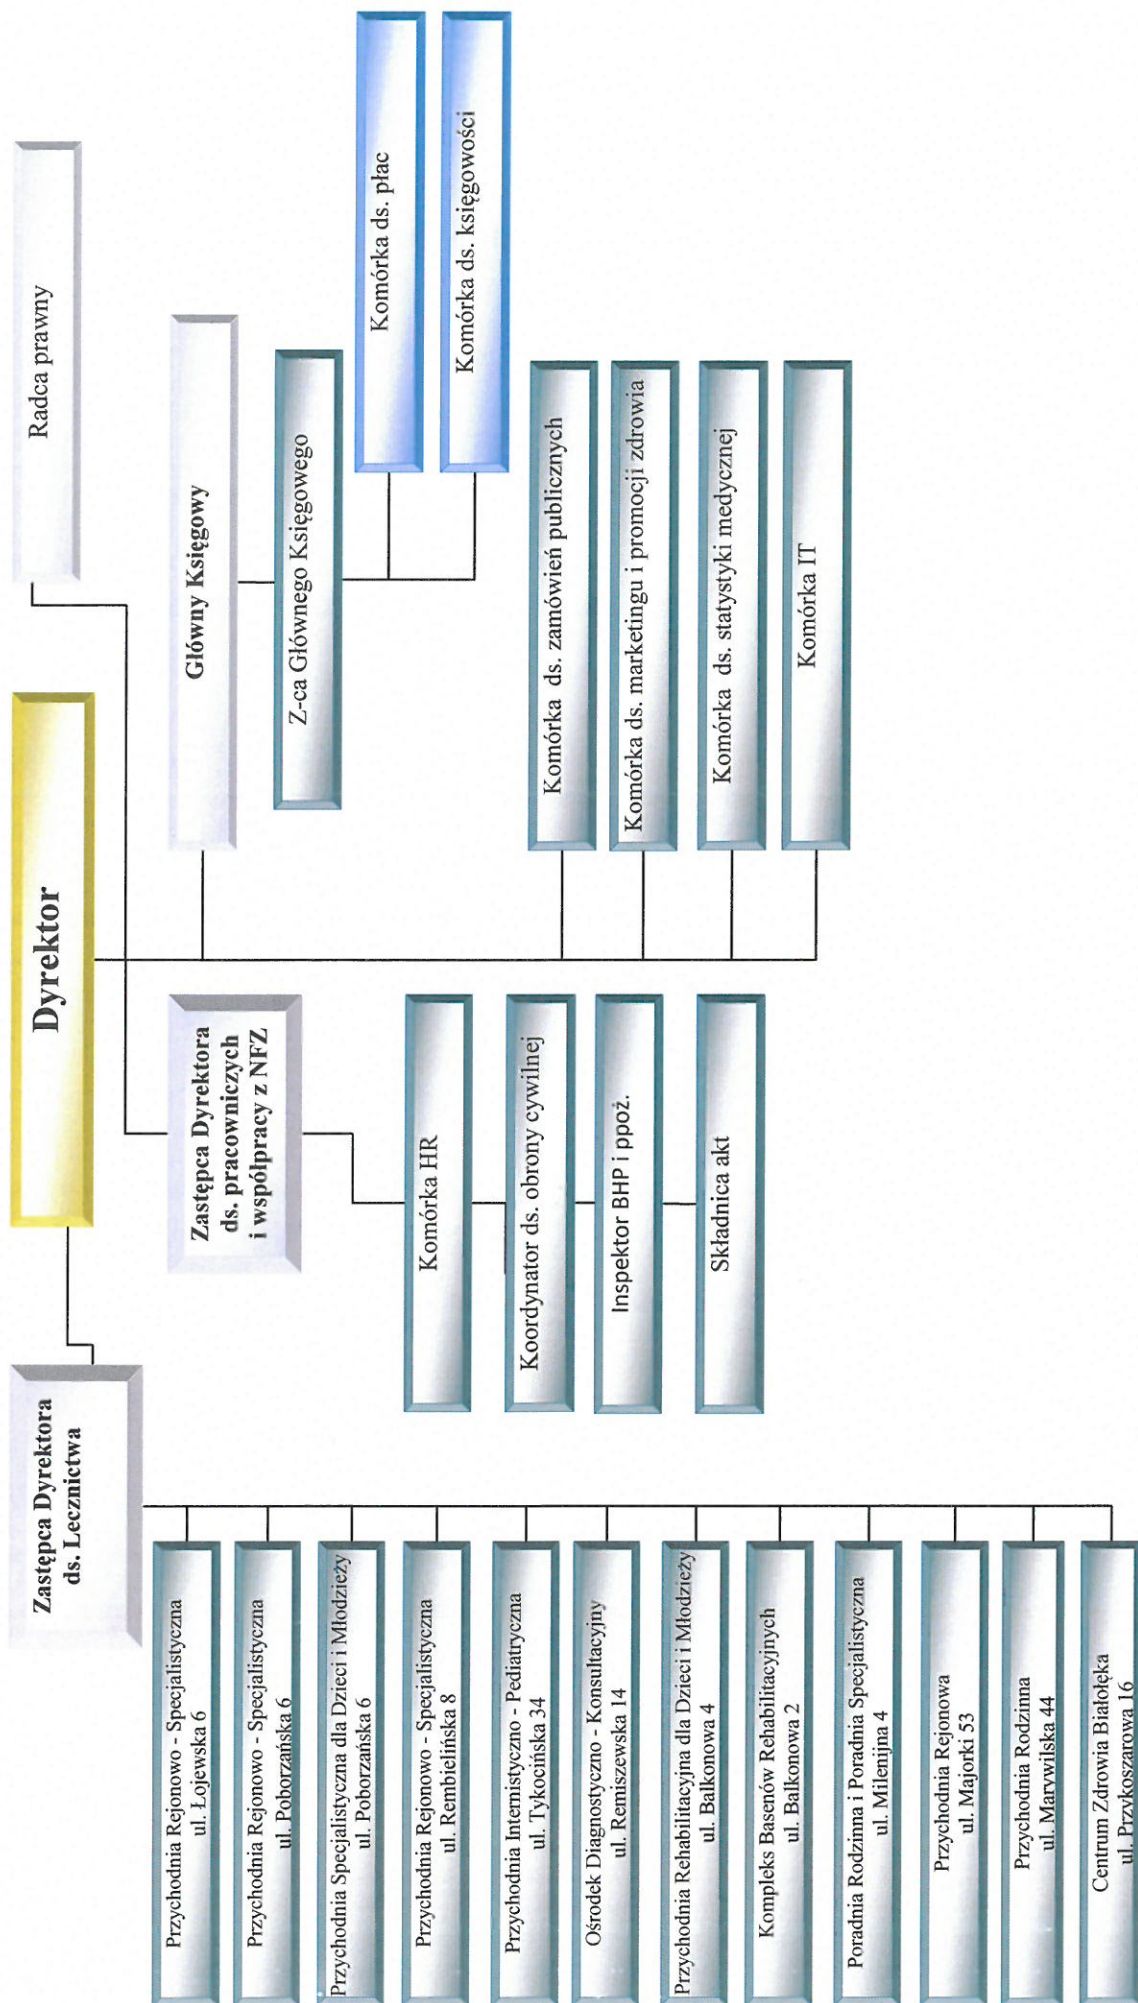 Dyrektor
Radca prawny
Zastępca Dyrektora
ds. Lecznictwa
Zastępca Dyrektora
ds. pracowniczych
i współpracy z NFZ
Główny Księgowy
Z-ca Głównego Księgowego
Komórka ds. płac
Komórka ds. księgowości
Komórka ds. zamówień publicznych
Komórka ds. marketingu i promocji zdrowia
Komórka ds. statystyki medycznej
Komórka IT
Komórka HR
Koordynator ds. obrony cywilnej
Inspektor BHP i ppoż.
Składnica akt
Przychodnia Rejonowo - Specjalistyczna
ul. Łojewska 6
Przychodnia Rejonowo - Specjalistyczna
ul. Poborzańska 6
Przychodnia Specjalistyczna dla Dzieci i Młodzieży
ul. Poborzańska 6
Przychodnia Rejonowo - Specjalistyczna
ul. Rembielińska 8
Przychodnia Internistyczno - Pediatryczna
ul. Tykocińska 34
Ośrodek Diagnostyczno - Konsultacyjny
ul. Remiszewska 14
Przychodnia Rehabilitacyjna dla Dzieci i Młodzieży
ul. Balkonowa 4
Kompleks Basenów Rehabilitacyjnych
ul. Balkonowa 2
Poradnia Rodzinna i Poradnia Specjalistyczna
ul. Milenijna 4
Przychodnia Rejonowa
ul. Majorki 53
Przychodnia Rodzinna
ul. Marywilska 44
Centrum Zdrowia Białołęka
ul. Przykoszarowa 16